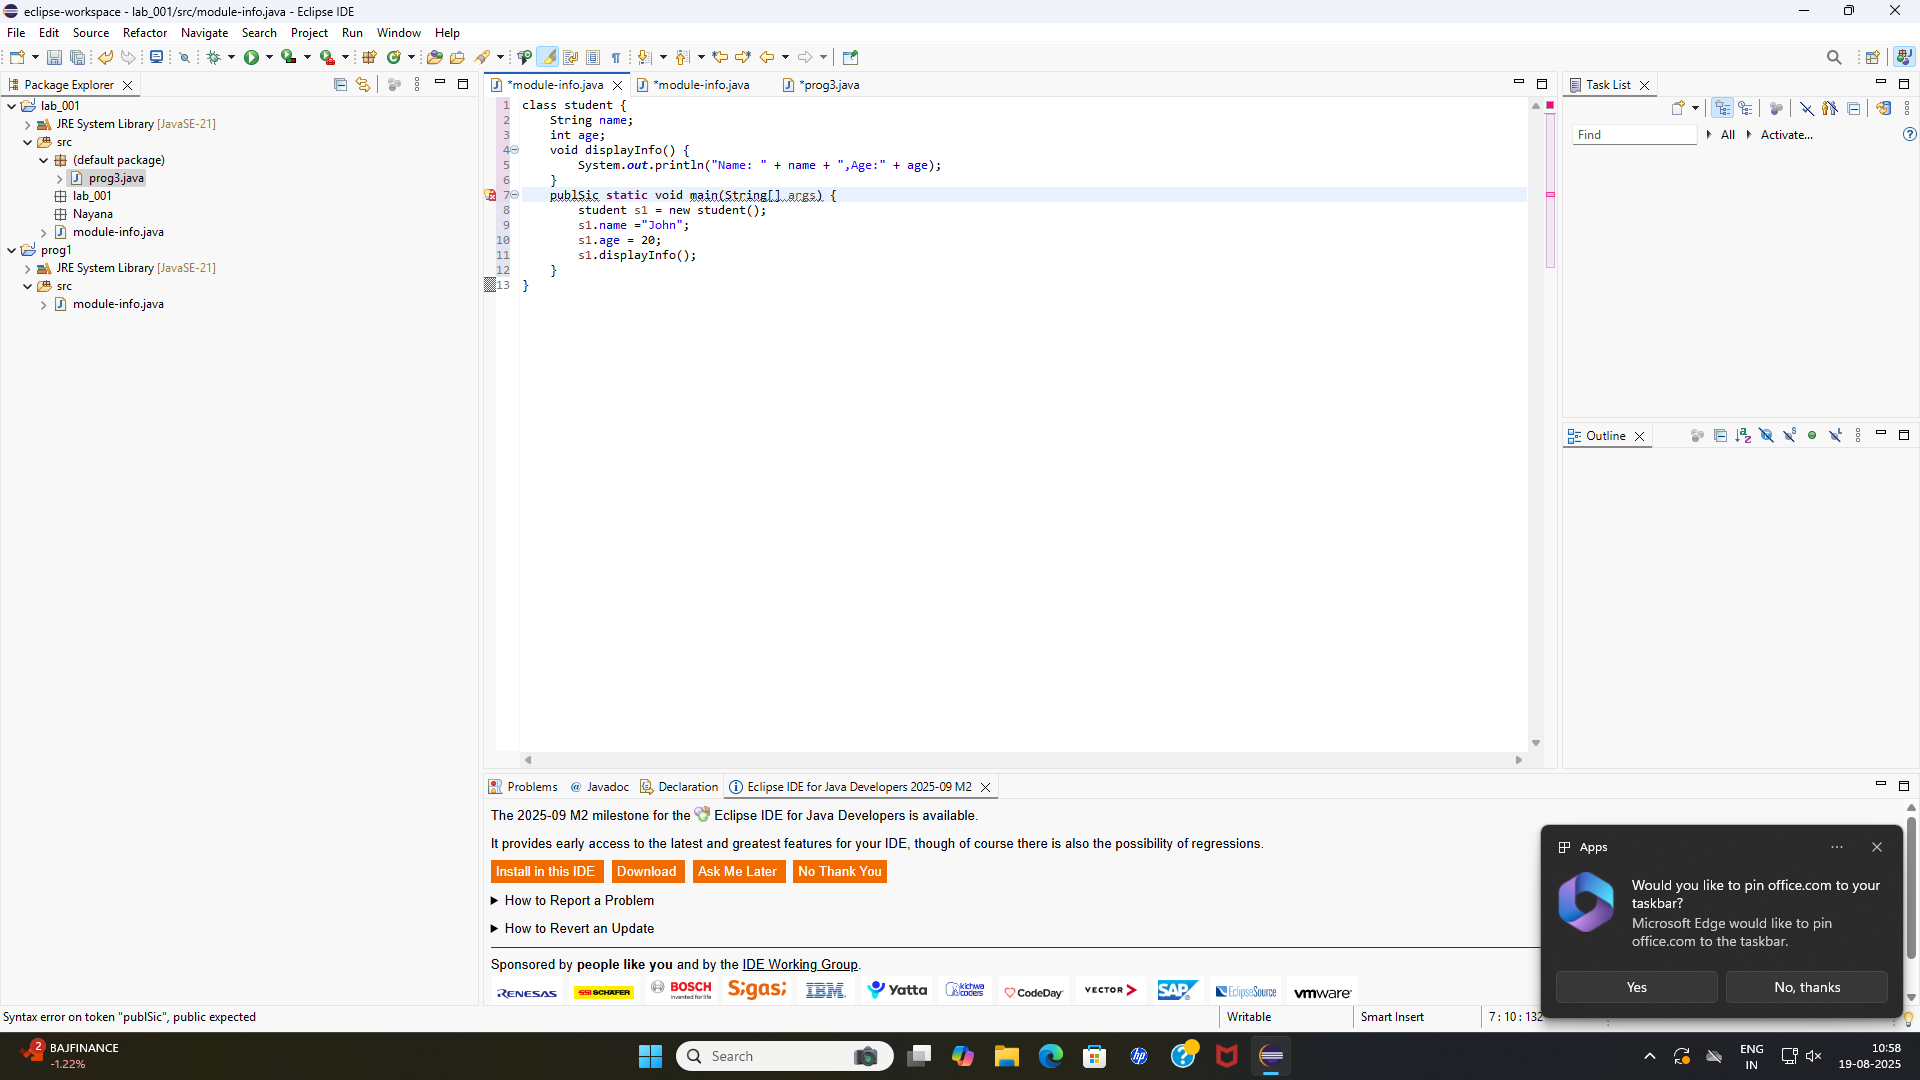 eclipse-workspace - lab_001/src/module-info.java - Eclipse IDE
File Edit Source Refactor Navigate Search Project Run Window Help
Package Explorer
lab_001
JRE System Library [JavaSE-21]
src
(default package)
prog3.java
lab_001
Nayana
module-info.java
prog1
JRE System Library [JavaSE-21]
src
module-info.java
*module-info.java *module-info.java *prog3.java
1 class student {
2 String name;
3 int age;
4 void displayInfo() {
5 System.out.println("Name: " + name + ",Age:" + age);
6 }
7 publSic static void main(String[] args) {
8 student s1 = new student();
9 s1.name ="John";
10 s1.age = 20;
11 s1.displayInfo();
12 }
13 }
Task List
Find All Activate...
Outline
Problems @ Javadoc Declaration Eclipse IDE for Java Developers 2025-09 M2
The 2025-09 M2 milestone for the Eclipse IDE for Java Developers is available.
It provides early access to the latest and greatest features for your IDE, though of course there is also the possibility of regressions.
Install in this IDE Download Ask Me Later No Thank You
How to Report a Problem
How to Revert an Update
Sponsored by people like you and by the IDE Working Group.
RENESAS SSI SCHÄFER BOSCH Sigasi IBM Yatta kichwa coders CodeDay VECTOR SAP EclipseSource vmware
Invented for life
Apps
Would you like to pin office.com to your
taskbar?
Microsoft Edge would like to pin
office.com to the taskbar.
Yes No, thanks
Syntax error on token "publSic", public expected Writable Smart Insert 7 : 10 : 132
2
BAJFINANCE
-1.22%
Search
ENG
IN
10:58
19-08-2025